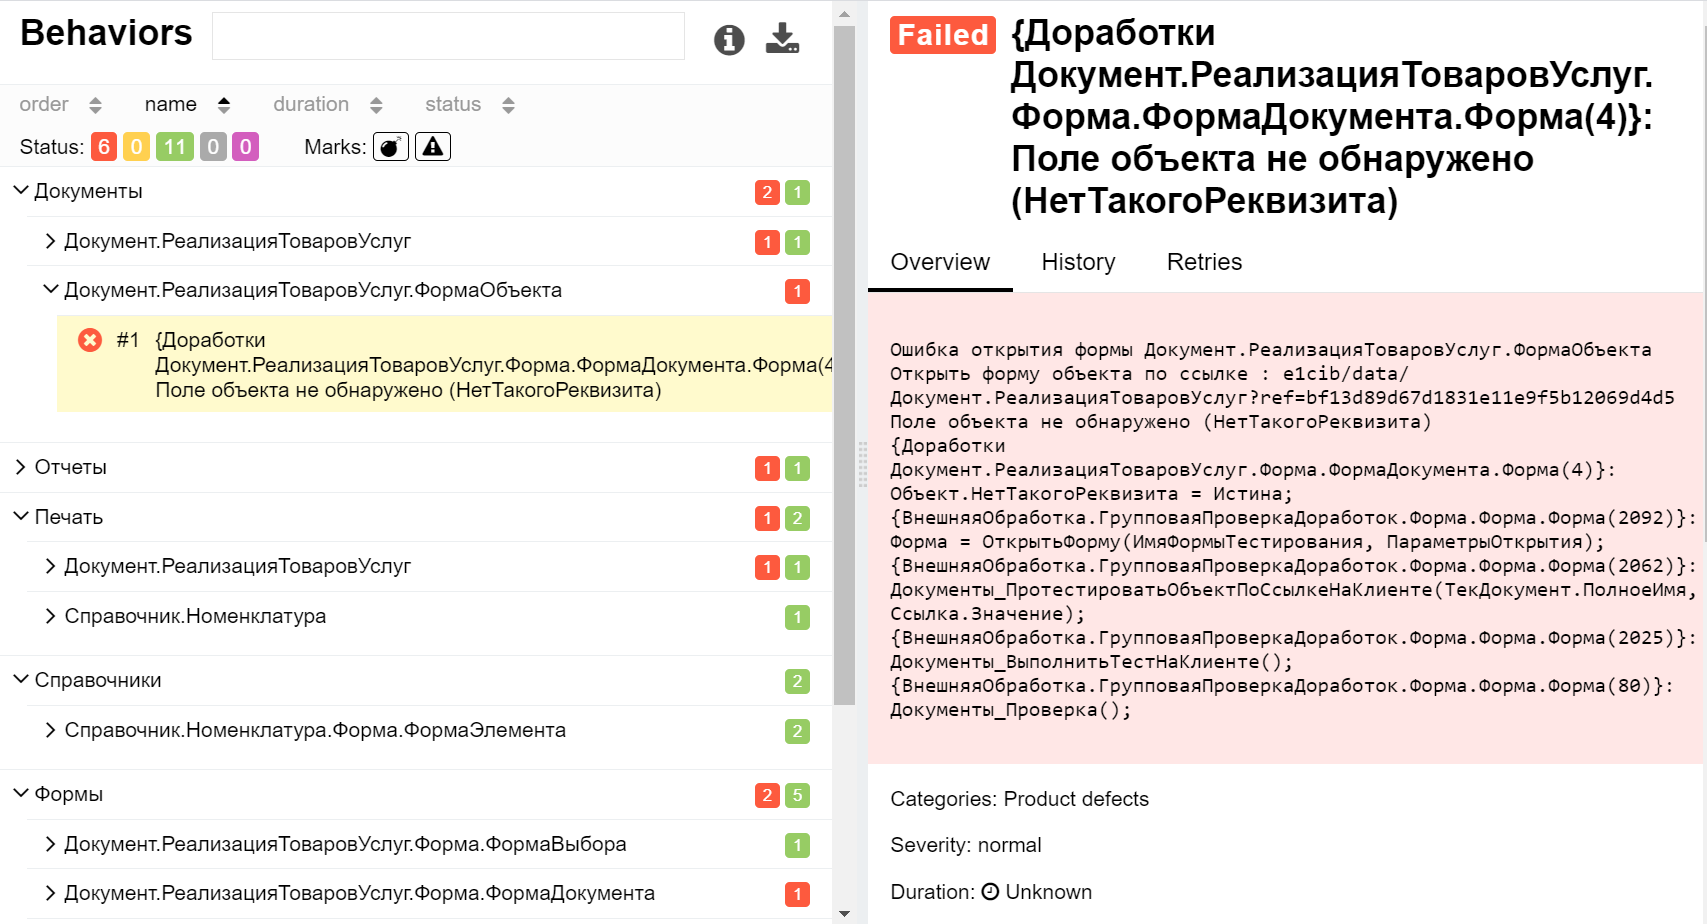 Behaviors
order name duration status
Status: 6 0 11 0 0 Marks:
Документы 2 1
Документ.РеализацияТоваровУслуг 1 1
Документ.РеализацияТоваровУслуг.ФормаОбъекта 1
#1 {Доработки
Документ.РеализацияТоваровУслуг.Форма.ФормаДокумента.Форма(4
Поле объекта не обнаружено (НетТакогоРеквизита)
Отчеты 1 1
Печать 1 2
Документ.РеализацияТоваровУслуг 1 1
Справочник.Номенклатура 1
Справочники 2
Справочник.Номенклатура.Форма.ФормаЭлемента 2
Формы 2 5
Документ.РеализацияТоваровУслуг.Форма.ФормаВыбора 1
Документ.РеализацияТоваровУслуг.Форма.ФормаДокумента 1
Failed {Доработки
Документ.РеализацияТоваровУслуг.
Форма.ФормаДокумента.Форма(4)}:
Поле объекта не обнаружено
(НетТакогоРеквизита)
Overview History Retries
Ошибка открытия формы Документ.РеализацияТоваровУслуг.ФормаОбъекта
Открыть форму объекта по ссылке : e1cib/data/
Документ.РеализацияТоваровУслуг?ref=bf13d89d67d1831e11e9f5b12069d4d5
Поле объекта не обнаружено (НетТакогоРеквизита)
{Доработки
Документ.РеализацияТоваровУслуг.Форма.ФормаДокумента.Форма(4)}:
Объект.НетТакогоРеквизита = Истина;
{ВнешняяОбработка.ГрупповаяПроверкаДоработок.Форма.Форма.Форма(2092)}:
Форма = ОткрытьФорму(ИмяФормыТестирования, ПараметрыОткрытия);
{ВнешняяОбработка.ГрупповаяПроверкаДоработок.Форма.Форма.Форма(2062)}:
Документы_ПротестироватьОбъектПоСсылкеНаКлиенте(ТекДокумент.ПолноеИмя,
Ссылка.Значение);
{ВнешняяОбработка.ГрупповаяПроверкаДоработок.Форма.Форма.Форма(2025)}:
Документы_ВыполнитьТестНаКлиенте();
{ВнешняяОбработка.ГрупповаяПроверкаДоработок.Форма.Форма.Форма(80)}:
Документы_Проверка();
Categories: Product defects
Severity: normal
Duration: Unknown